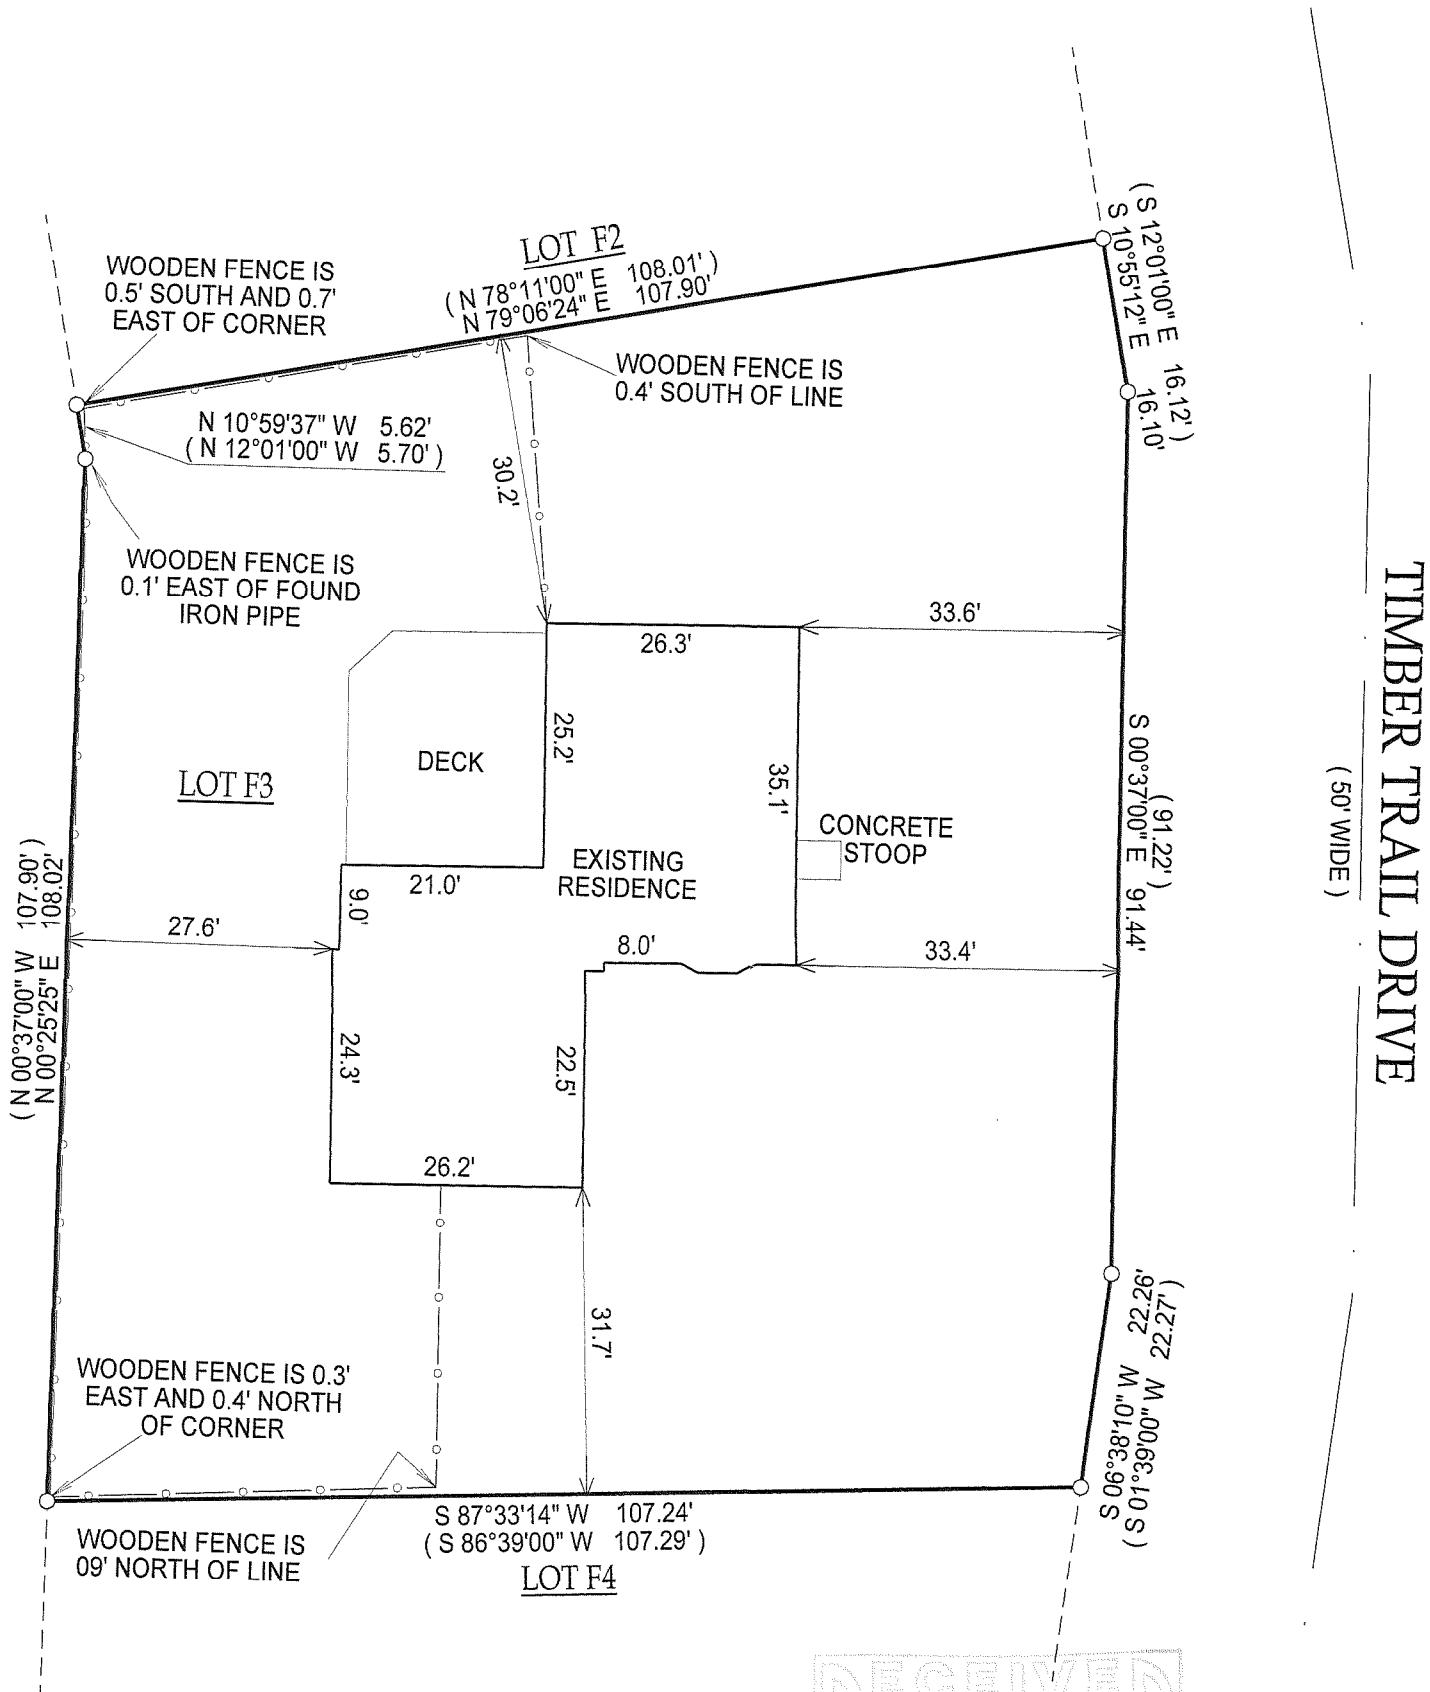 LOT F2
( N 78°11'00" E 108.01' )
N 79°06'24" E 107.90'
( S 12°01'00" E 16.12' )
S 10°55'12" E 16.10'
WOODEN FENCE IS
0.5' SOUTH AND 0.7'
EAST OF CORNER
WOODEN FENCE IS
0.4' SOUTH OF LINE
N 10°59'37" W 5.62'
( N 12°01'00" W 5.70' )
30.2'
WOODEN FENCE IS
0.1' EAST OF FOUND
IRON PIPE
33.6'
26.3'
TIMBER TRAIL DRIVE
( 50' WIDE )
25.2'
DECK
35.1'
( 91.22' )
S 00°37'00" E 91.44'
LOT F3
CONCRETE
STOOP
EXISTING
RESIDENCE
21.0'
9.0'
27.6'
8.0'
33.4'
( N 00°37'00" W 107.90' )
N 00°25'25" E 108.02'
24.3'
22.5'
26.2'
31.7'
S 06°38'10" W 22.26'
( S 01°39'00" W 22.27' )
WOODEN FENCE IS 0.3'
EAST AND 0.4' NORTH
OF CORNER
S 87°33'14" W 107.24'
( S 86°39'00" W 107.29' )
WOODEN FENCE IS
09' NORTH OF LINE
LOT F4
RECEIVED